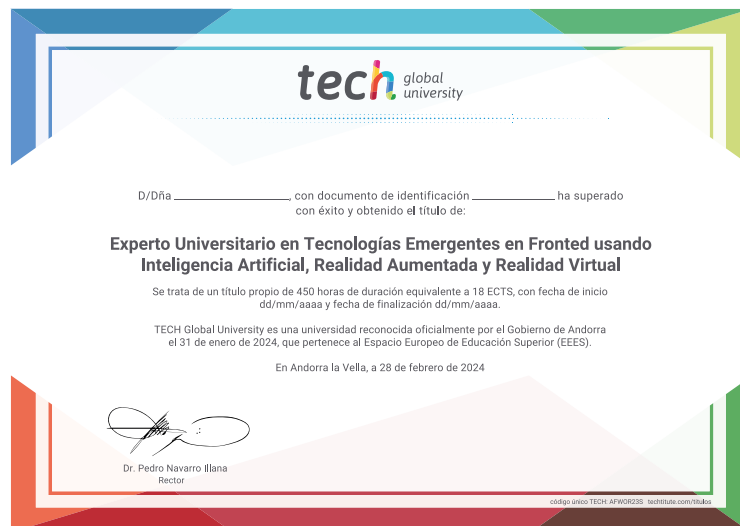 tech global
university
D/Dña ______________, con documento de identificación __________ ha superado
con éxito y obtenido el título de:
Experto Universitario en Tecnologías Emergentes en Fronted usando
Inteligencia Artificial, Realidad Aumentada y Realidad Virtual
Se trata de un título propio de 450 horas de duración equivalente a 18 ECTS, con fecha de inicio
dd/mm/aaaa y fecha de finalización dd/mm/aaaa.
TECH Global University es una universidad reconocida oficialmente por el Gobierno de Andorra
el 31 de enero de 2024, que pertenece al Espacio Europeo de Educación Superior (EEES).
En Andorra la Vella, a 28 de febrero de 2024
Dr. Pedro Navarro Illana
Rector
código único TECH: AFWOR23S techtitute.com/titulos